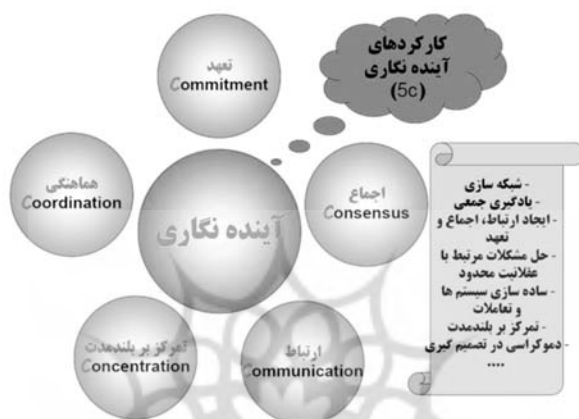 کارکردهای
آینده نگاری
(5c)
تعهد
Commitment
هماهنگی
Coordination
اجماع
Consensus
آینده نگاری
تمرکز بر بلندمدت
Concentration
ارتباط
Communication
- شبکه سازی
- یادگیری جمعی
- ایجاد ارتباط، اجماع و
تعهد
- حل مشکلات مرتبط با
عقلانیت محدود
- ساده سازی سیستم ها
و تعاملات
- تمرکز بر بلندمدت
- دموکراسی در تصمیم گیری
....